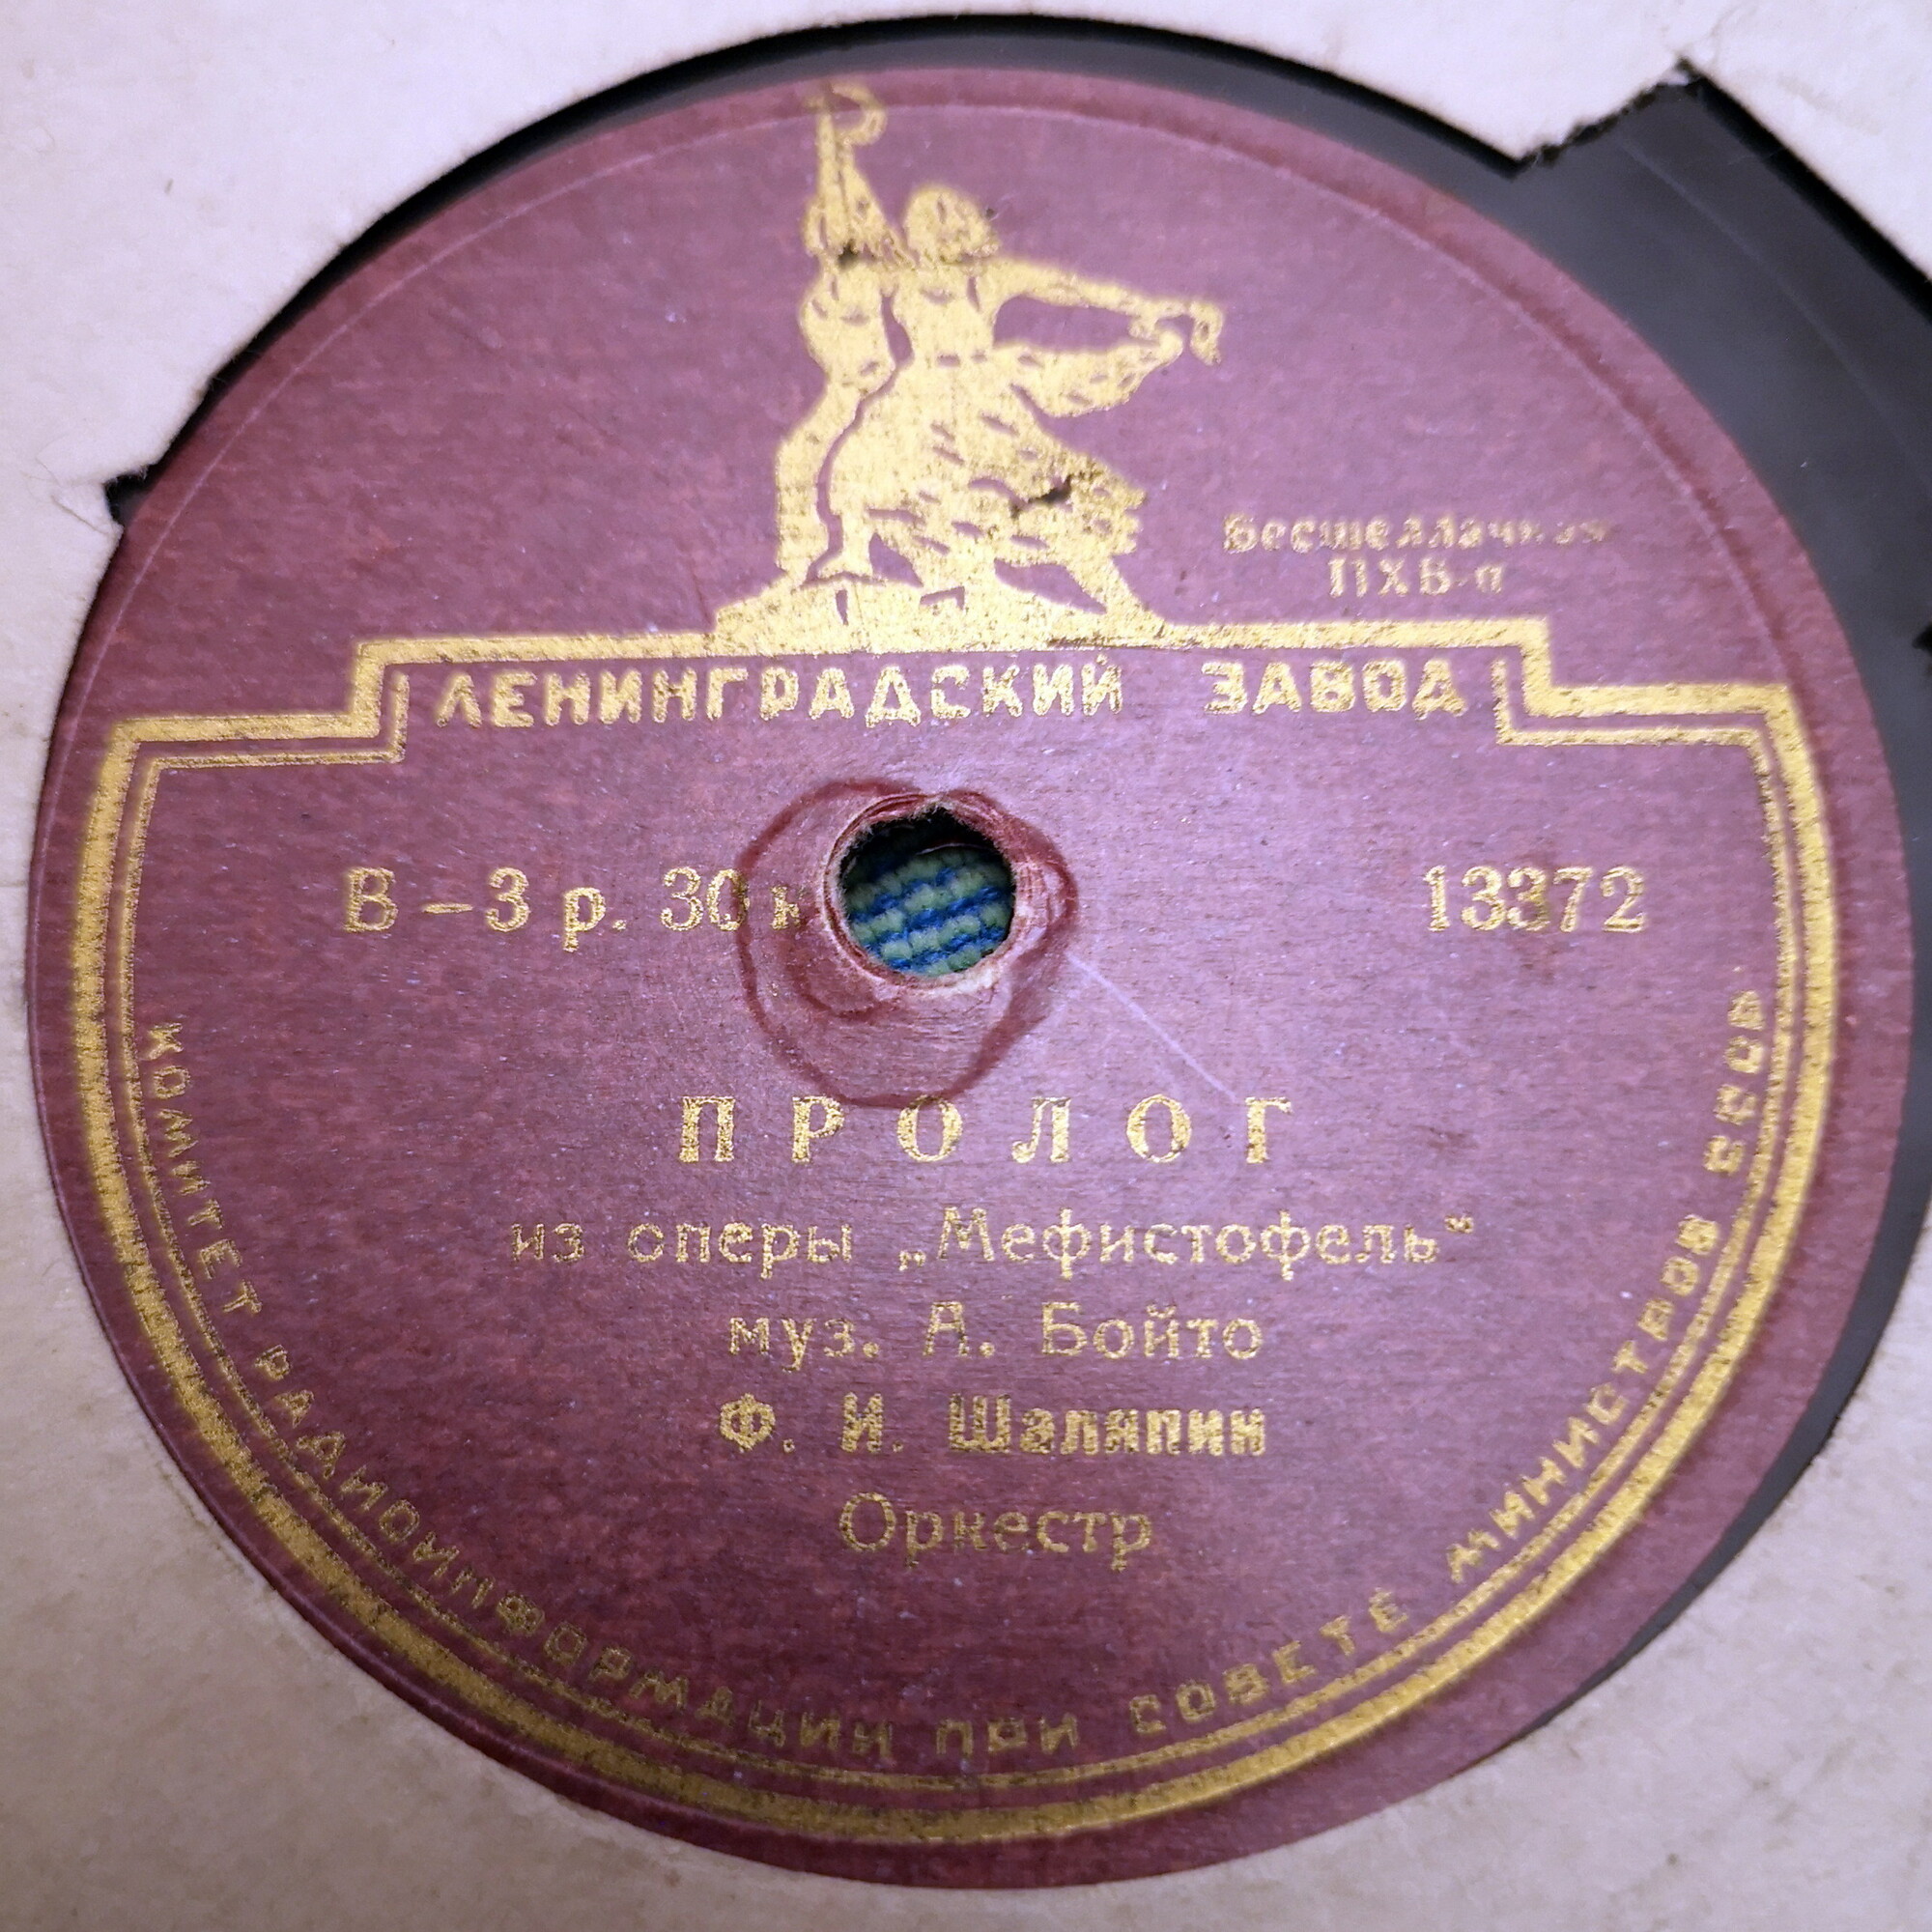 Бесшеллачная
ПХВ-п
ЛЕНИНГРАДСКИЙ ЗАВОД
В – 3 р. 30 к
13372
ПРОЛОГ
из оперы „Мефистофель“
муз. А. Бойто
Ф. И. Шаляпин
Оркестр
КОМИТЕТ РАДИОИНФОРМАЦИИ ПРИ СОВЕТЕ МИНИСТРОВ СССР